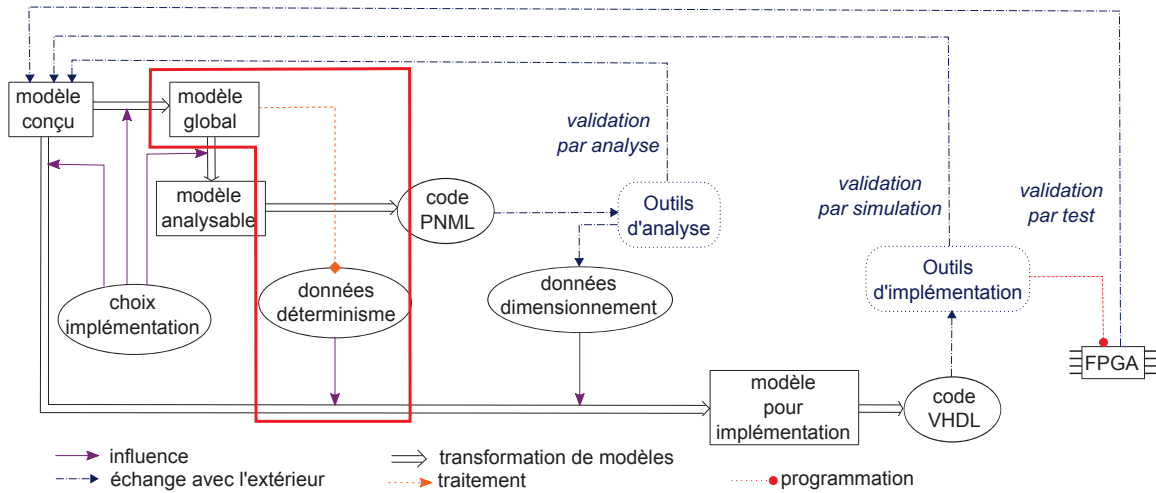 modèle
conçu
modèle
global
modèle
analysable
code
PNML
validation
par analyse
Outils
d'analyse
validation
par simulation
validation
par test
Outils
d'implémentation
choix
implémentation
données
déterminisme
données
dimensionnement
FPGA
modèle
pour
implémentation
code
VHDL
influence
transformation de modèles
échange avec l'extérieur
traitement
programmation